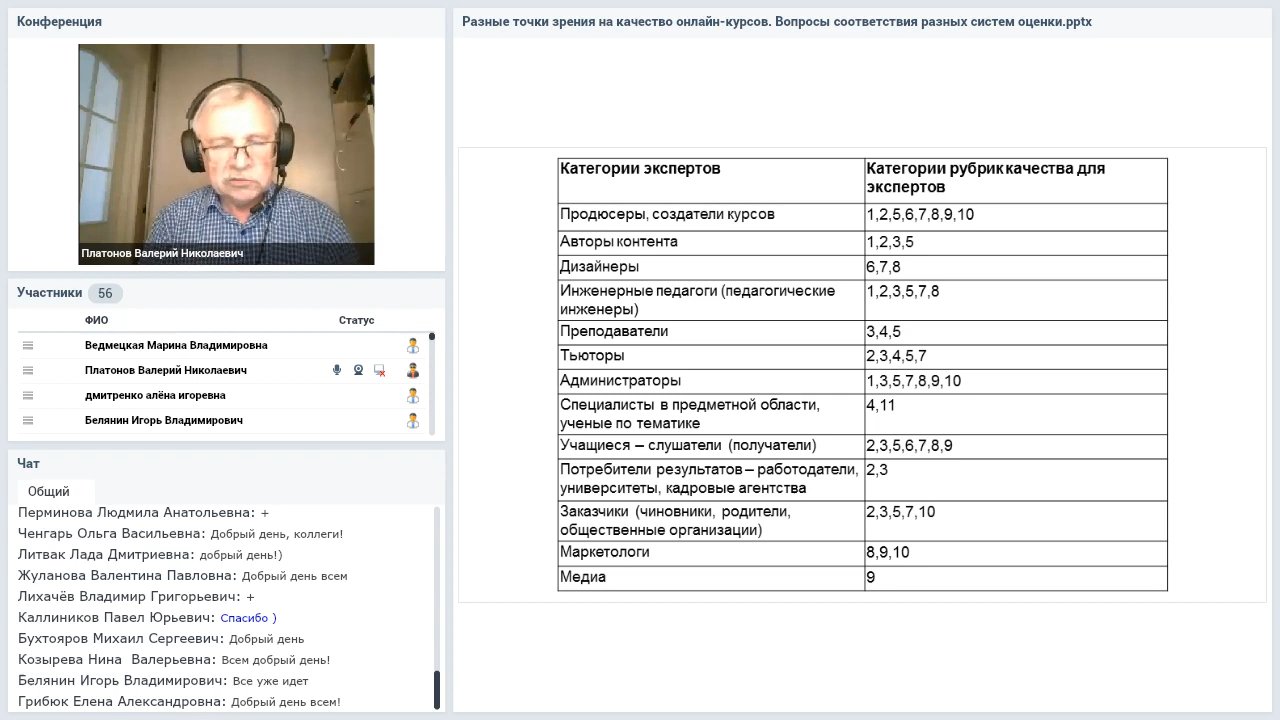 Конференция
Платонов Валерий Николаевич
Участники 56
ФИО Статус
Ведмецкая Марина Владимировна
Платонов Валерий Николаевич
дмитренко алёна игоревна
Белянин Игорь Владимирович
Чат
Общий
Перминова Людмила Анатольевна: +
Ченгарь Ольга Васильевна: Добрый день, коллеги!
Литвак Лада Дмитриевна: добрый день!)
Жуланова Валентина Павловна: Добрый день всем
Лихачёв Владимир Григорьевич: +
Каллиников Павел Юрьевич: Спасибо )
Бухтояров Михаил Сергеевич: Добрый день
Козырева Нина Валерьевна: Всем добрый день!
Белянин Игорь Владимирович: Все уже идет
Грибюк Елена Александровна: Добрый день всем!
Разные точки зрения на качество онлайн-курсов. Вопросы соответствия разных систем оценки.pptx
Категории экспертов
Категории рубрик качества для
экспертов
Продюсеры, создатели курсов
1,2,5,6,7,8,9,10
Авторы контента
1,2,3,5
Дизайнеры
6,7,8
Инженерные педагоги (педагогические
инженеры)
1,2,3,5,7,8
Преподаватели
3,4,5
Тьюторы
2,3,4,5,7
Администраторы
1,3,5,7,8,9,10
Специалисты в предметной области,
ученые по тематике
4,11
Учащиеся – слушатели (получатели)
2,3,5,6,7,8,9
Потребители результатов – работодатели,
университеты, кадровые агентства
2,3
Заказчики (чиновники, родители,
общественные организации)
2,3,5,7,10
Маркетологи
8,9,10
Медиа
9